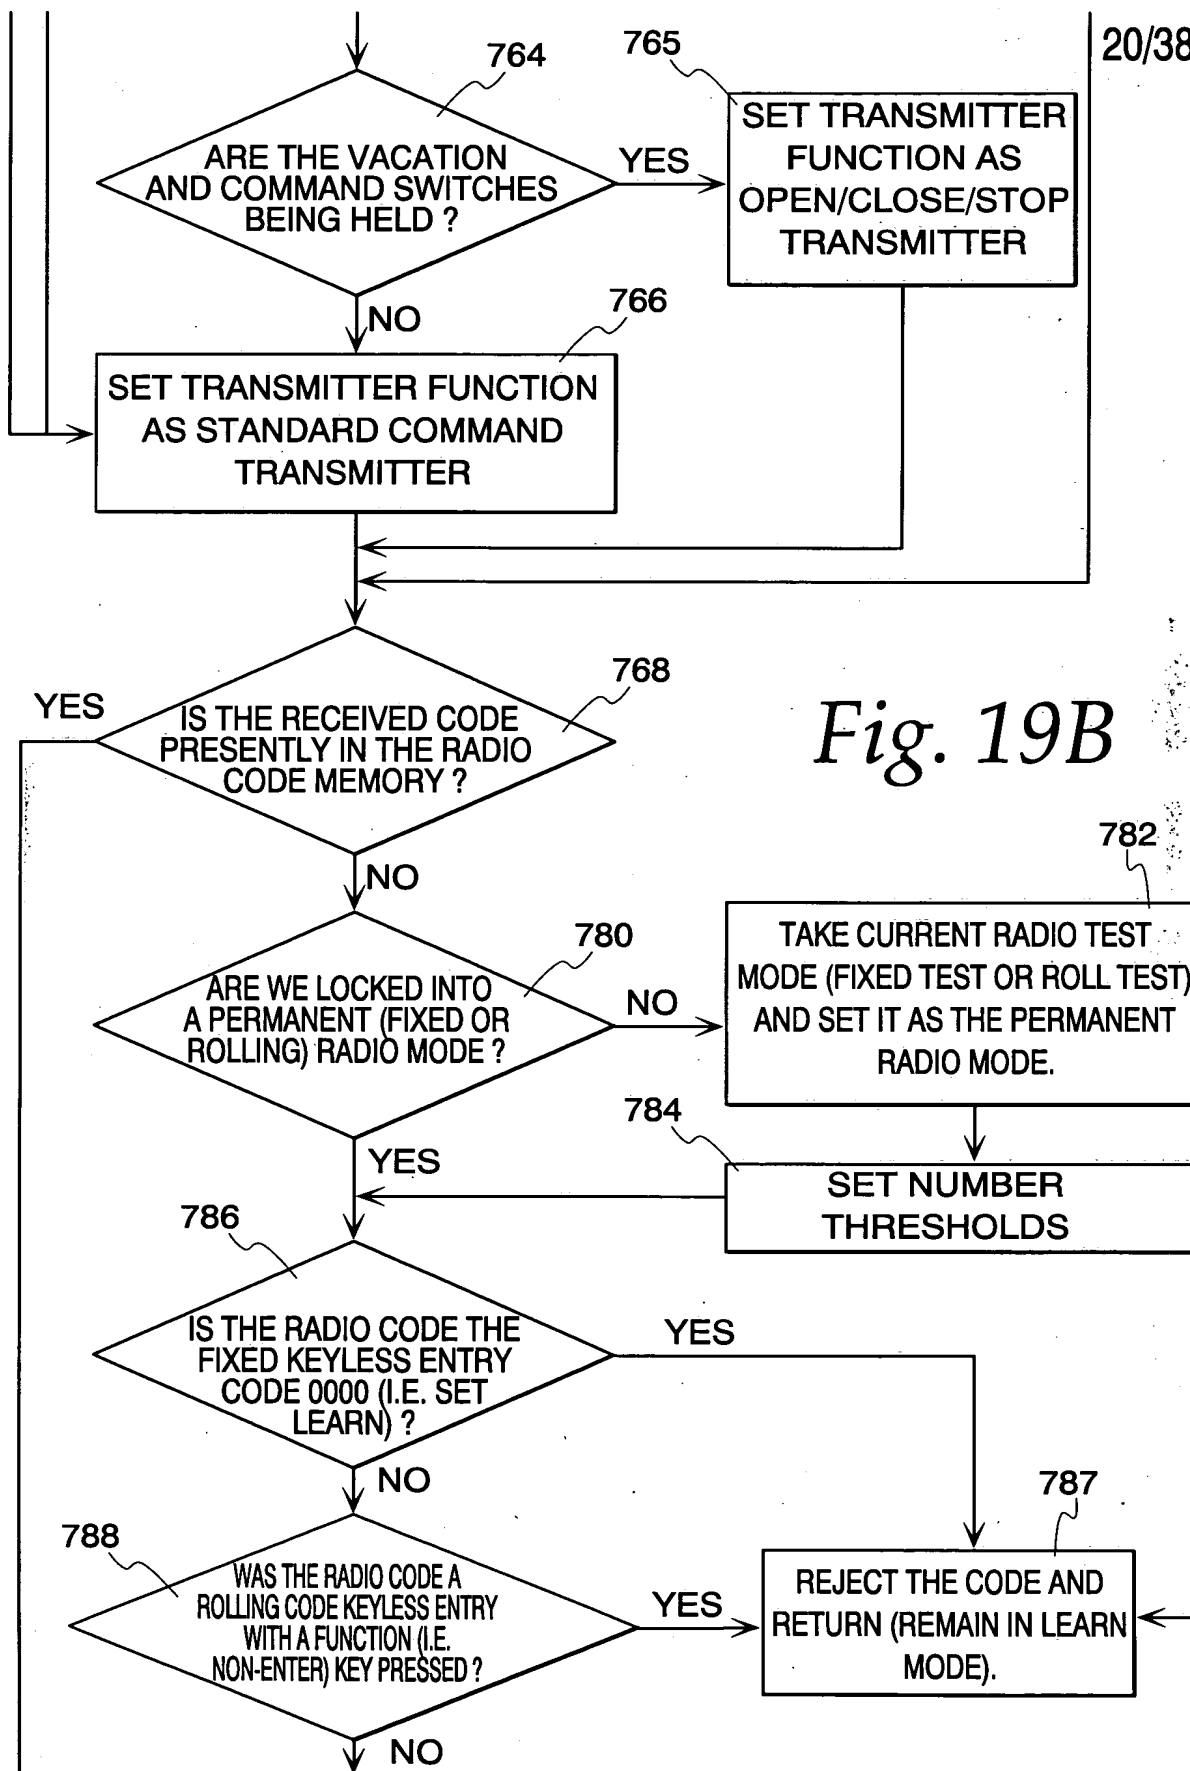 20/38
764
765
ARE THE VACATION
AND COMMAND SWITCHES
BEING HELD ?
YES
SET TRANSMITTER
FUNCTION AS
OPEN/CLOSE/STOP
TRANSMITTER
NO
766
SET TRANSMITTER FUNCTION
AS STANDARD COMMAND
TRANSMITTER
768
YES
IS THE RECEIVED CODE
PRESENTLY IN THE RADIO
CODE MEMORY ?
Fig. 19B
NO
780
782
ARE WE LOCKED INTO
A PERMANENT (FIXED OR
ROLLING) RADIO MODE ?
NO
TAKE CURRENT RADIO TEST
MODE (FIXED TEST OR ROLL TEST)
AND SET IT AS THE PERMANENT
RADIO MODE.
YES
784
SET NUMBER
THRESHOLDS
786
IS THE RADIO CODE THE
FIXED KEYLESS ENTRY
CODE 0000 (I.E. SET
LEARN) ?
YES
NO
787
788
WAS THE RADIO CODE A
ROLLING CODE KEYLESS ENTRY
WITH A FUNCTION (I.E.
NON-ENTER) KEY PRESSED ?
YES
REJECT THE CODE AND
RETURN (REMAIN IN LEARN
MODE).
NO